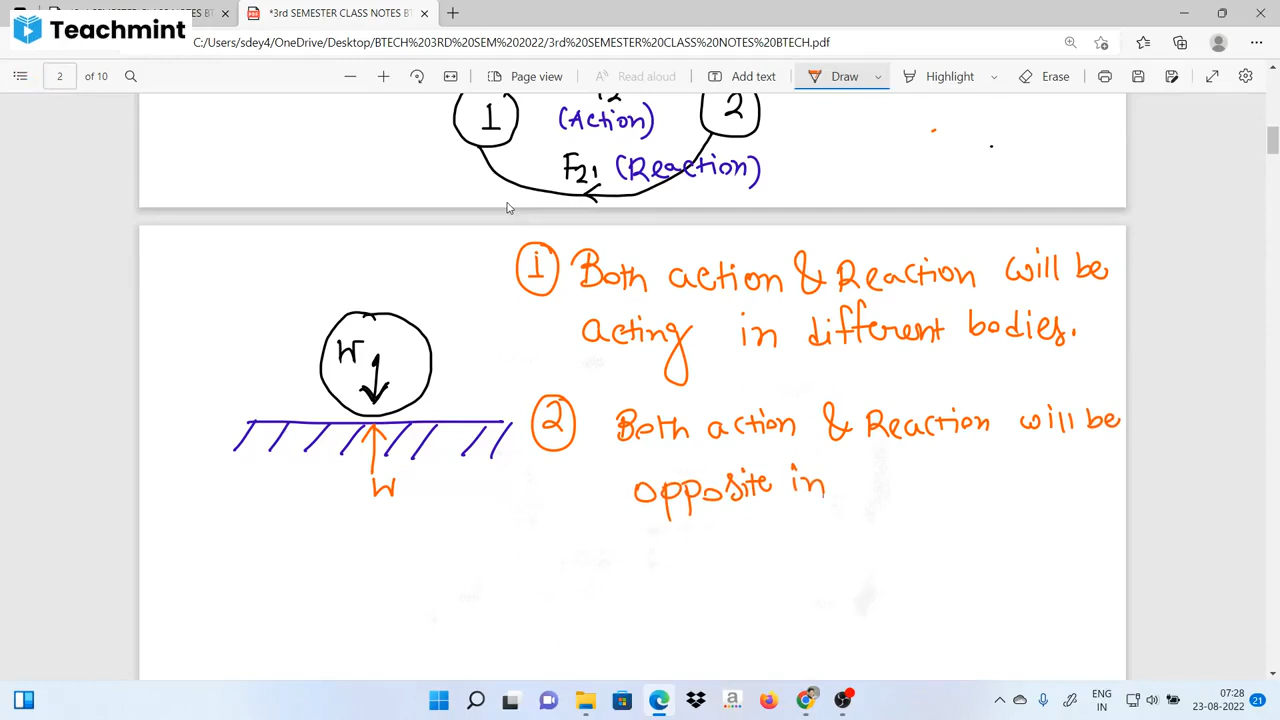 *3rd SEMESTER CLASS NOTES BT
Teachmint
C:/Users/sdey4/OneDrive/Desktop/BTECH%203RD%20SEM%202022/3rd%20SEMESTER%20CLASS%20NOTES%20BTECH.pdf
2 of 10 Page view Read aloud Add text Draw Highlight Erase
1 (Action) 2
F21 (Reaction)
① Both action & Reaction will be
acting in different bodies.
W
② Both action & Reaction will be
opposite in
W
ENG 07:28
IN 23-08-2022 21